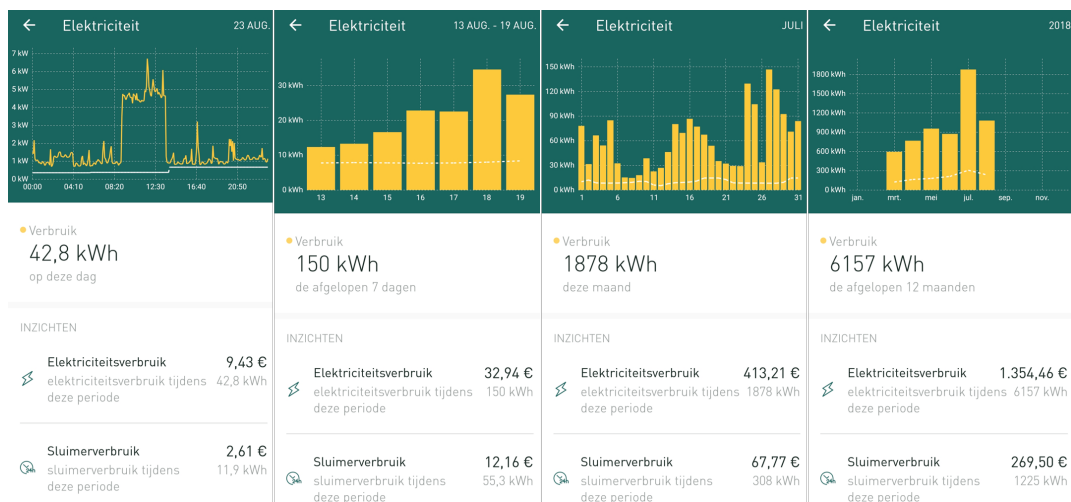 Elektriciteit
23 AUG.
7 kW
6 kW
5 kW
4 kW
3 kW
2 kW
1 kW
0 kW
00:00 04:10 08:20 12:30 16:40 20:50
Verbruik
42,8 kWh
op deze dag
INZICHTEN
Elektriciteitsverbruik 9,43 €
elektriciteitsverbruik tijdens 42,8 kWh
deze periode
Sluimerverbruik 2,61 €
sluimerverbruik tijdens 11,9 kWh
deze periode
Elektriciteit
13 AUG. - 19 AUG.
30 kWh
20 kWh
10 kWh
0 kWh
13 14 15 16 17 18 19
Verbruik
150 kWh
de afgelopen 7 dagen
INZICHTEN
Elektriciteitsverbruik 32,94 €
elektriciteitsverbruik tijdens 150 kWh
deze periode
Sluimerverbruik 12,16 €
sluimerverbruik tijdens 55,3 kWh
deze periode
Elektriciteit
JULI
150 kWh
120 kWh
90 kWh
60 kWh
30 kWh
0 kWh
1 6 11 16 21 26 31
Verbruik
1878 kWh
deze maand
INZICHTEN
Elektriciteitsverbruik 413,21 €
elektriciteitsverbruik tijdens 1878 kWh
deze periode
Sluimerverbruik 67,77 €
sluimerverbruik tijdens 308 kWh
deze periode
Elektriciteit
2018
1800 kWh
1500 kWh
1200 kWh
900 kWh
600 kWh
300 kWh
0 kWh
jan. mrt. mei jul. sep. nov.
Verbruik
6157 kWh
de afgelopen 12 maanden
INZICHTEN
Elektriciteitsverbruik 1.354,46 €
elektriciteitsverbruik tijdens 6157 kWh
deze periode
Sluimerverbruik 269,50 €
sluimerverbruik tijdens 1225 kWh
deze periode